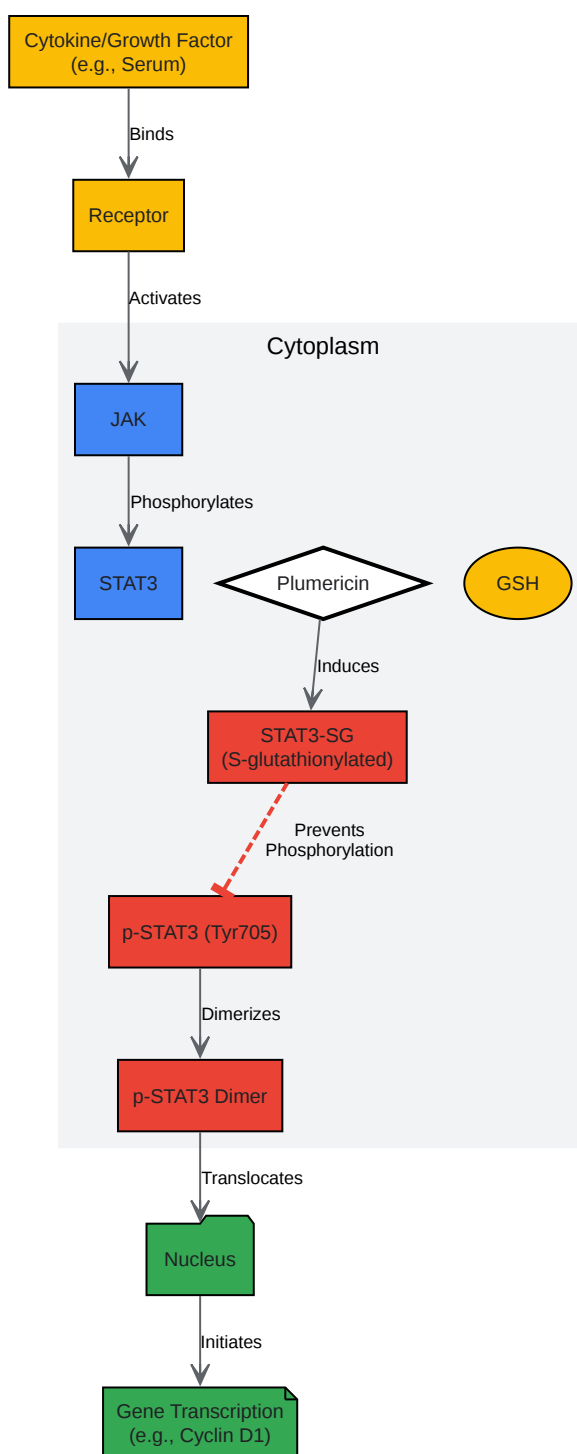 Cytokine/Growth Factor
(e.g., Serum)
Binds
Receptor
Activates
Cytoplasm
JAK
Phosphorylates
STAT3
Plumericin
GSH
Induces
STAT3-SG
(S-glutathionylated)
Prevents
Phosphorylation
p-STAT3 (Tyr705)
Dimerizes
p-STAT3 Dimer
Translocates
Nucleus
Initiates
Gene Transcription
(e.g., Cyclin D1)